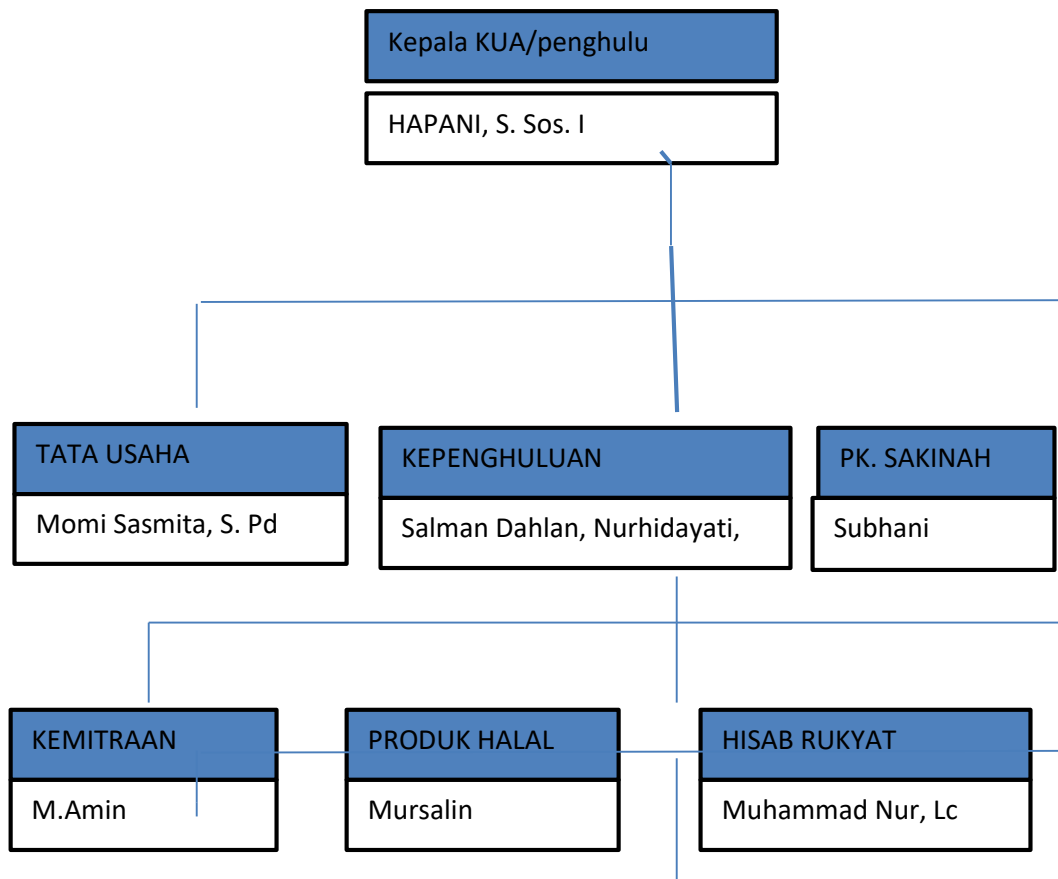 Kepala KUA/penghulu
HAPANI, S. Sos. I
TATA USAHA
Momi Sasmita, S. Pd
KEPENGHULUAN
Salman Dahlan, Nurhidayati,
PK. SAKINAH
Subhani
KEMITRAAN
M.Amin
PRODUK HALAL
Mursalin
HISAB RUKYAT
Muhammad Nur, Lc